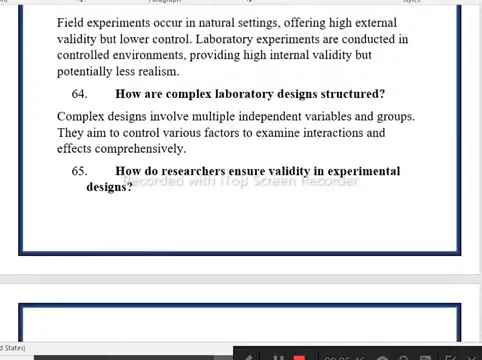 Field experiments occur in natural settings, offering high external
validity but lower control. Laboratory experiments are conducted in
controlled environments, providing high internal validity but
potentially less realism.
64. How are complex laboratory designs structured?
Complex designs involve multiple independent variables and groups.
They aim to control various factors to examine interactions and
effects comprehensively.
65. How do researchers ensure validity in experimental
Recorded with iTop Screen Recorder
designs?
d States)